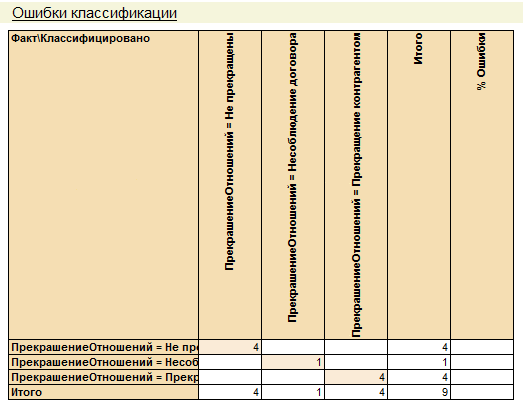 Ошибки классификации
Факт\Классифицировано
ПрекрашениеОтношений = Не прекращены
ПрекрашениеОтношений = Несоблюдение договора
ПрекрашениеОтношений = Прекращение контрагентом
Итого
% Ошибки
ПрекрашениеОтношений = Не пре 4 4
ПрекрашениеОтношений = Несоб 1 1
ПрекрашениеОтношений = Прекр 4 4
Итого 4 1 4 9